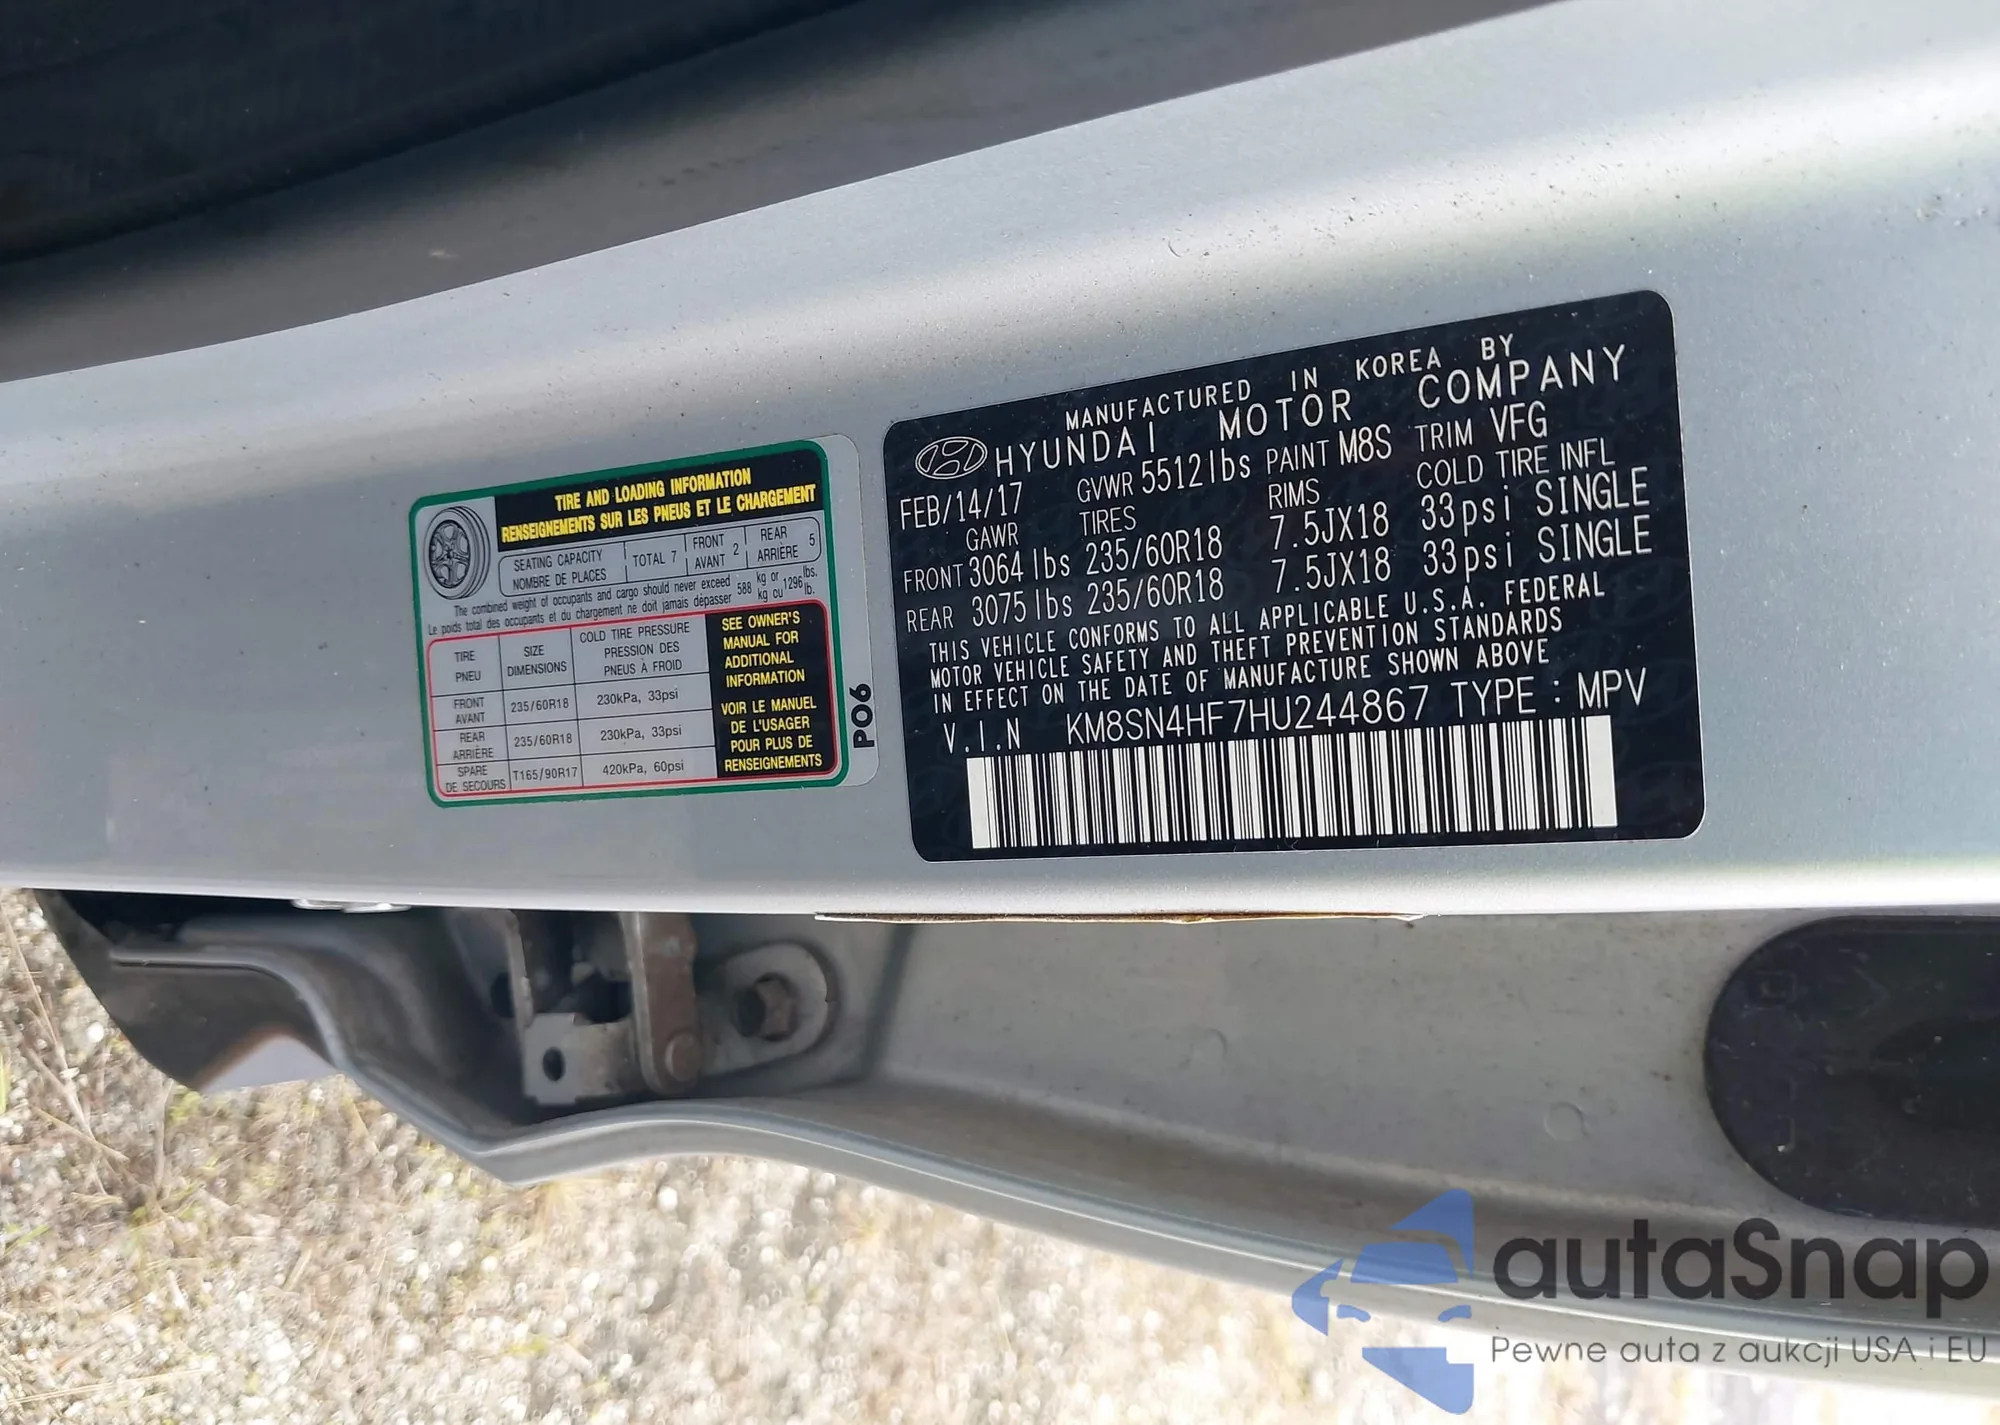 TIRE AND LOADING INFORMATION
RENSEIGNEMENTS SUR LES PNEUS ET LE CHARGEMENT
SEATING CAPACITY
NOMBRE DE PLACES
TOTAL 7
FRONT
AVANT 2
REAR
ARRIÈRE 5
The combined weight of occupants and cargo should never exceed 588 kg or 1296 lbs.
Le poids total des occupants et du chargement ne doit jamais dépasser kg ou lb.
TIRE
PNEU
SIZE
DIMENSIONS
COLD TIRE PRESSURE
PRESSION DES
PNEUS À FROID
FRONT
AVANT
235/60R18
230kPa, 33psi
REAR
ARRIÈRE
235/60R18
230kPa, 33psi
SPARE
DE SECOURS
T165/90R17
420kPa, 60psi
SEE OWNER'S
MANUAL FOR
ADDITIONAL
INFORMATION
VOIR LE MANUEL
DE L'USAGER
POUR PLUS DE
RENSEIGNEMENTS
P06
MANUFACTURED IN KOREA BY
HYUNDAI MOTOR COMPANY
FEB/14/17 GVWR 5512lbs PAINT M8S TRIM VFG
GAWR TIRES RIMS COLD TIRE INFL
FRONT 3064lbs 235/60R18 7.5JX18 33psi SINGLE
REAR 3075lbs 235/60R18 7.5JX18 33psi SINGLE
THIS VEHICLE CONFORMS TO ALL APPLICABLE U.S.A. FEDERAL
MOTOR VEHICLE SAFETY AND THEFT PREVENTION STANDARDS
IN EFFECT ON THE DATE OF MANUFACTURE SHOWN ABOVE
V.I.N KM8SN4HF7HU244867 TYPE : MPV
autaSnap
Pewne auta z aukcji USA i EU